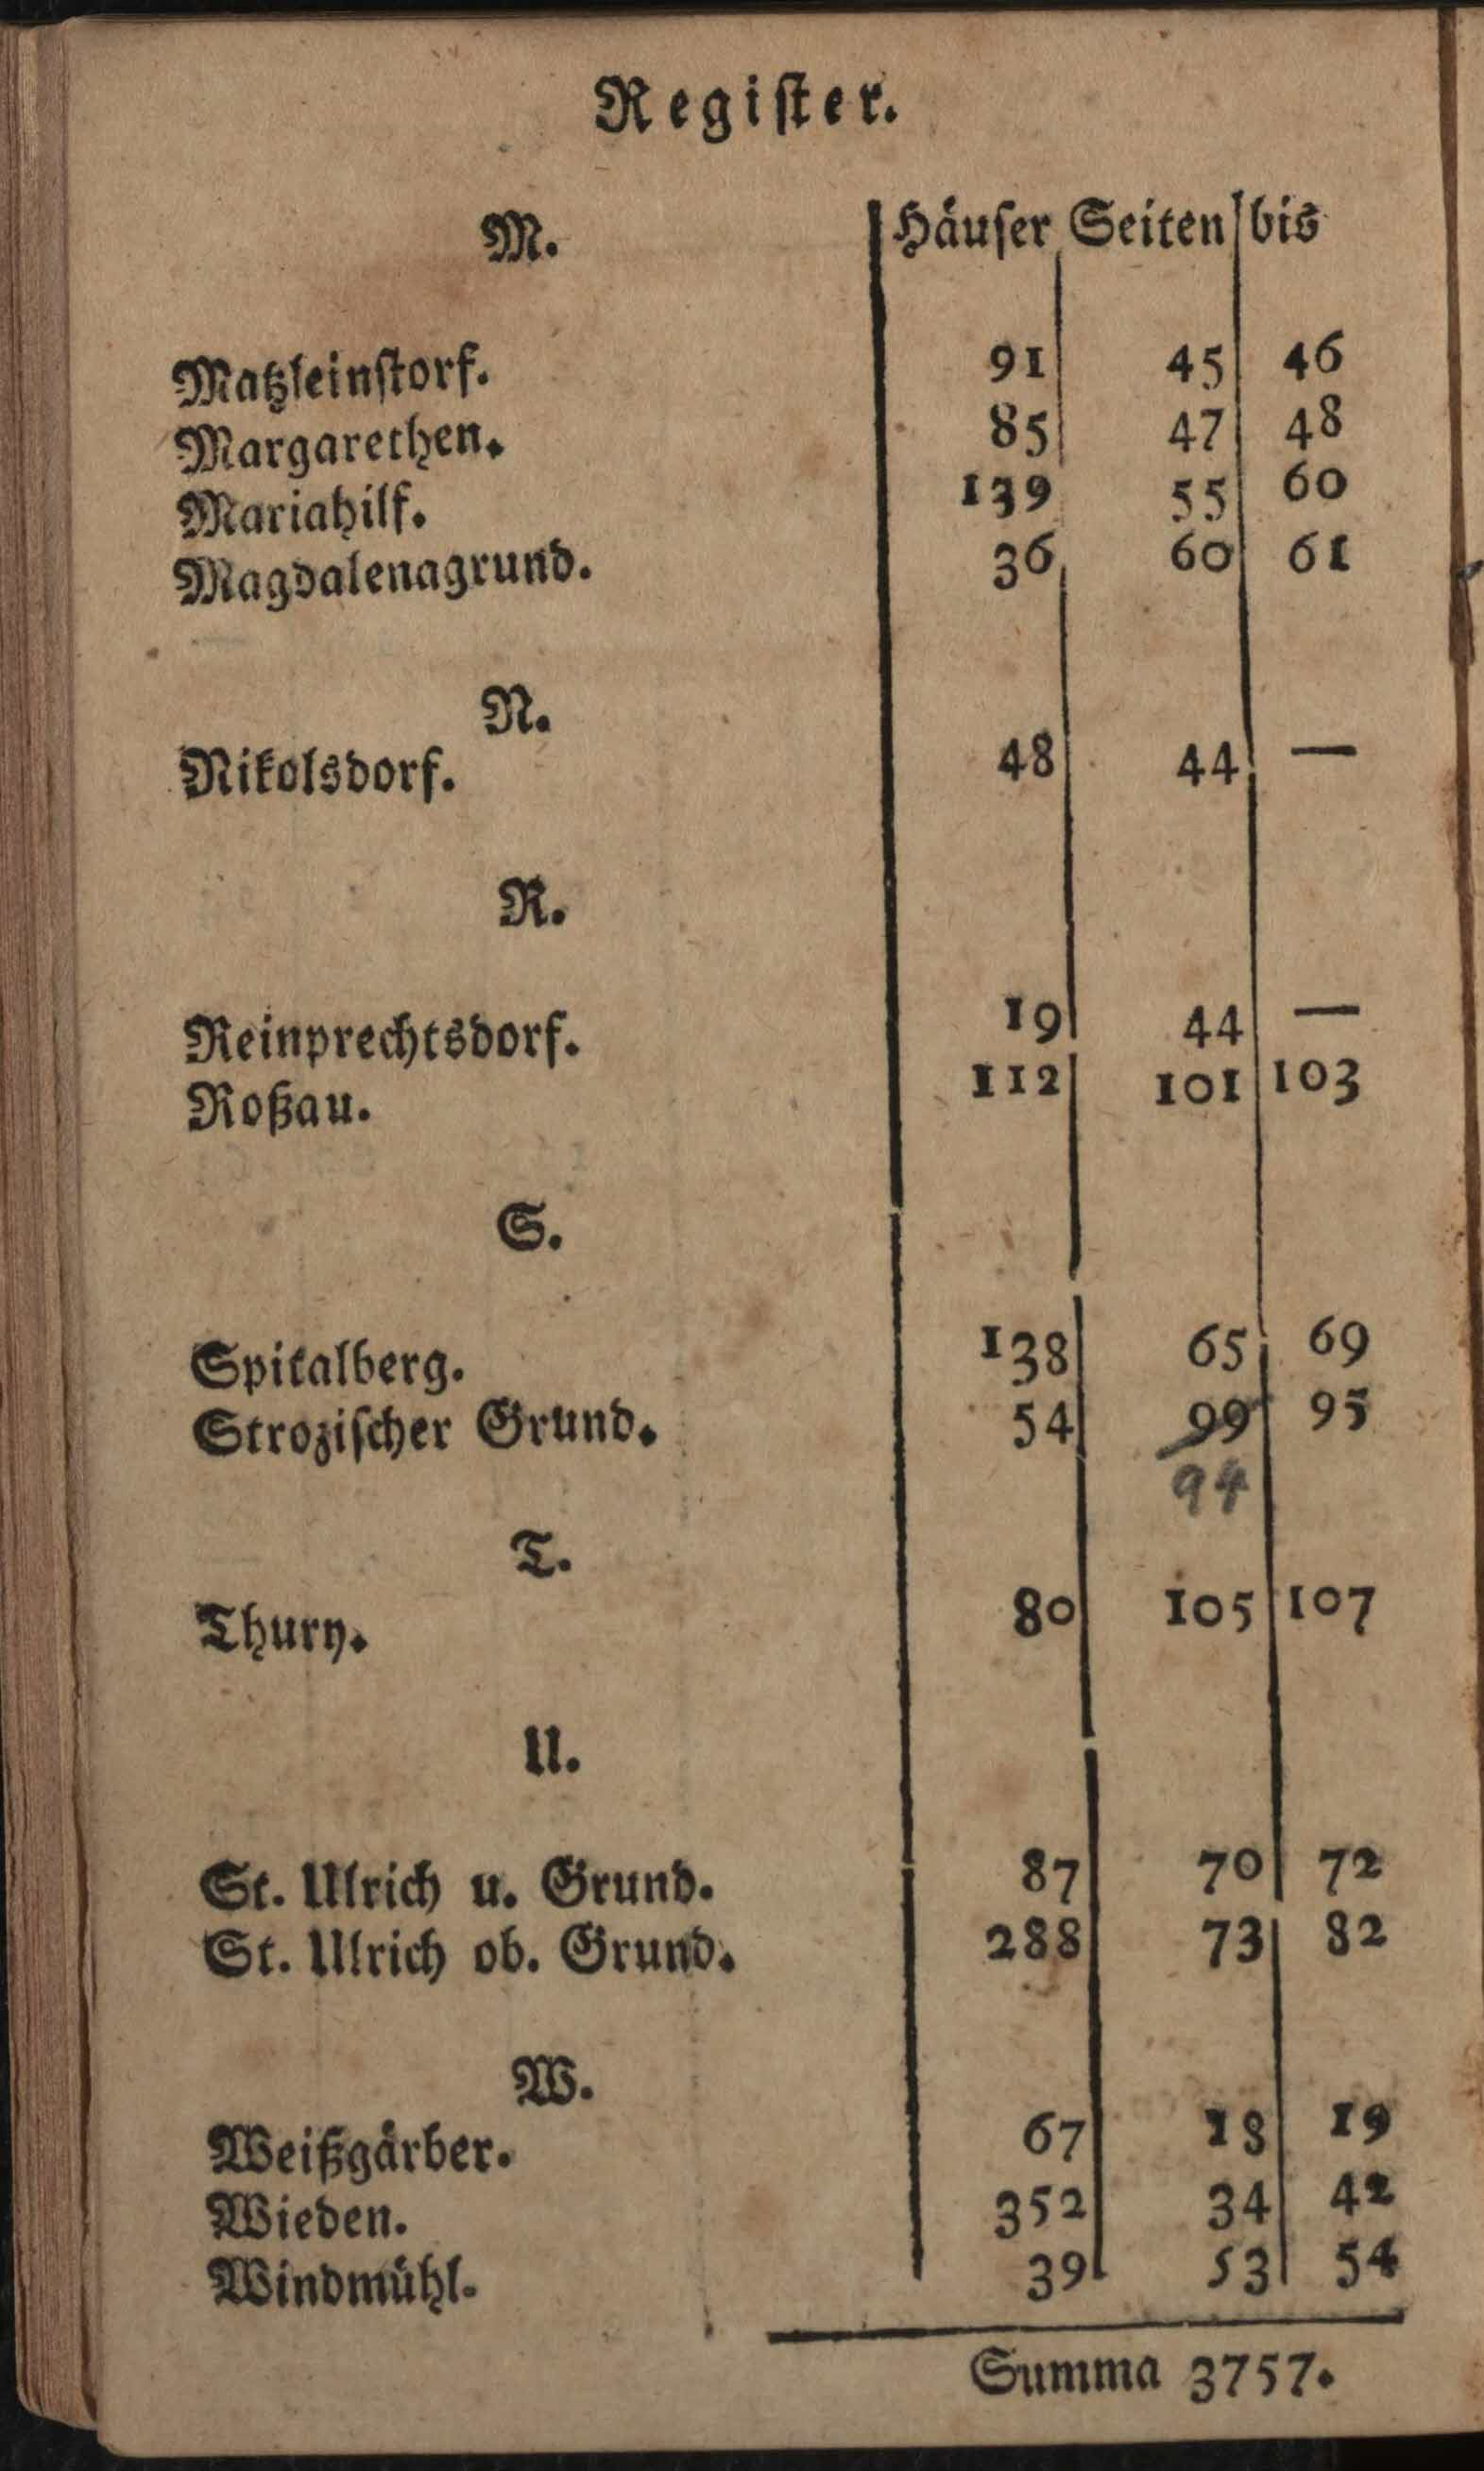 Regiſter.
M. Häuſer Seiten bis
Matzleinſtorf. 91 45 46
Margarethen. 85 47 48
Mariahilf. 139 55 60
Magdalenagrund. 36 60 61
N.
Nikolsdorf. 48 44 —
R.
Reinprechtsdorf. 19 44 —
Roßau. 112 101 103
S.
Spitalberg. 138 65 69
Stroziſcher Grund. 54 99 95
94
T.
Thury. 80 105 107
U.
St. Ulrich u. Grund. 87 70 72
St. Ulrich ob. Grund. 288 73 82
W.
Weißgärber. 67 18 19
Wieden. 352 34 42
Windmühl. 39 53 54
Summa 3757.